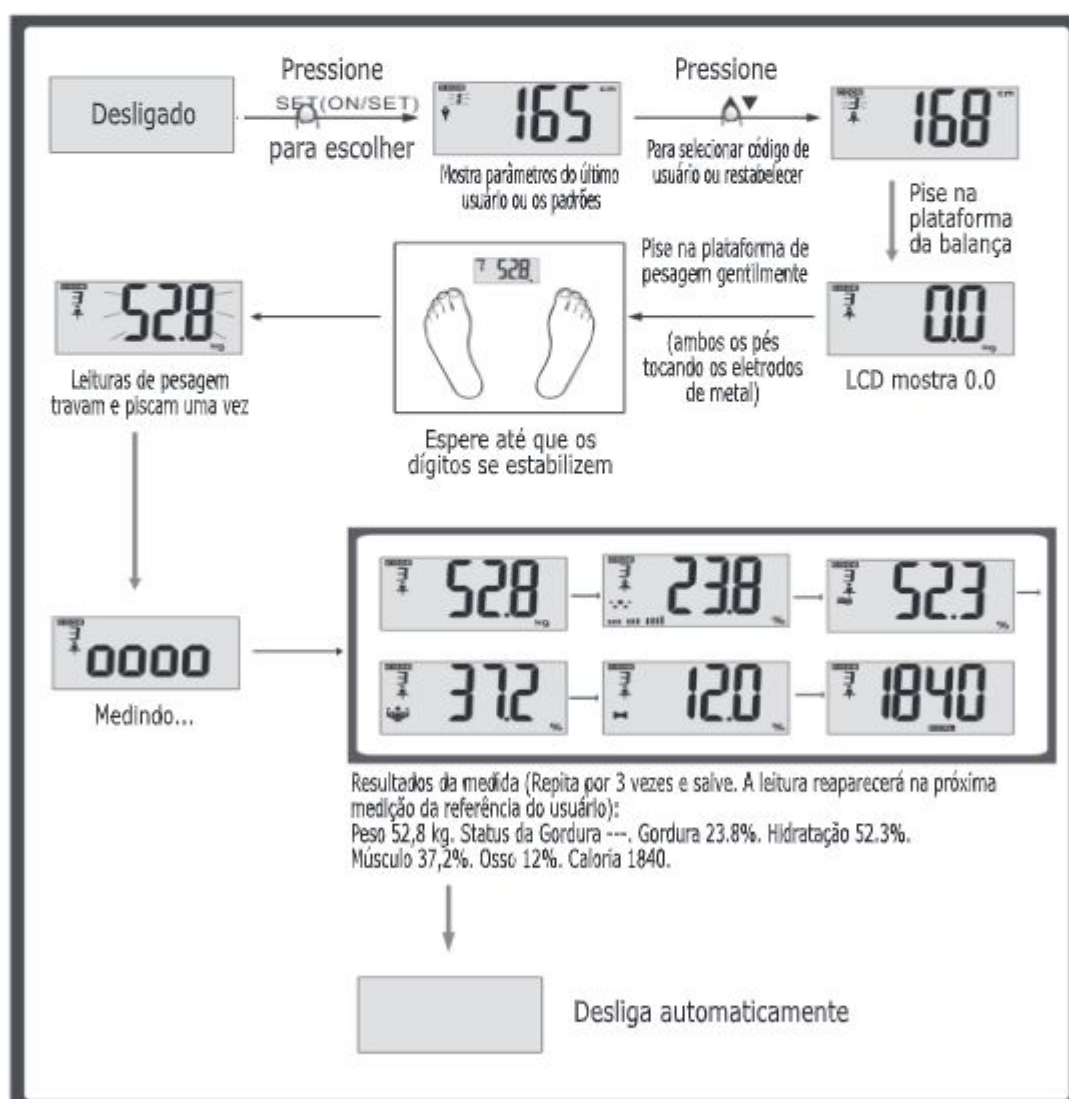 Desligado
Pressione
SET(ON/SET)
para escolher
165 cm
Mostra parâmetros do último
usuário ou os padrões
Pressione
Para selecionar código de
usuário ou restabelecer
168 cm
Pise na
plataforma
da balança
0.0
kg
LCD mostra 0.0
Pise na plataforma de
pesagem gentilmente
(ambos os pés
tocando os eletrodos
de metal)
7 52.8
Espere até que os
dígitos se estabilizem
52.8
kg
Leituras de pesagem
travam e piscam uma vez
0000
Medindo...
52.8
kg
23.8
%
52.3
%
37.2
%
12.0
%
1840
Resultados da medida (Repita por 3 vezes e salve. A leitura reaparecerá na próxima
medição da referência do usuário):
Peso 52,8 kg. Status da Gordura ---. Gordura 23.8%. Hidratação 52.3%.
Músculo 37,2%. Osso 12%. Caloria 1840.
Desliga automaticamente